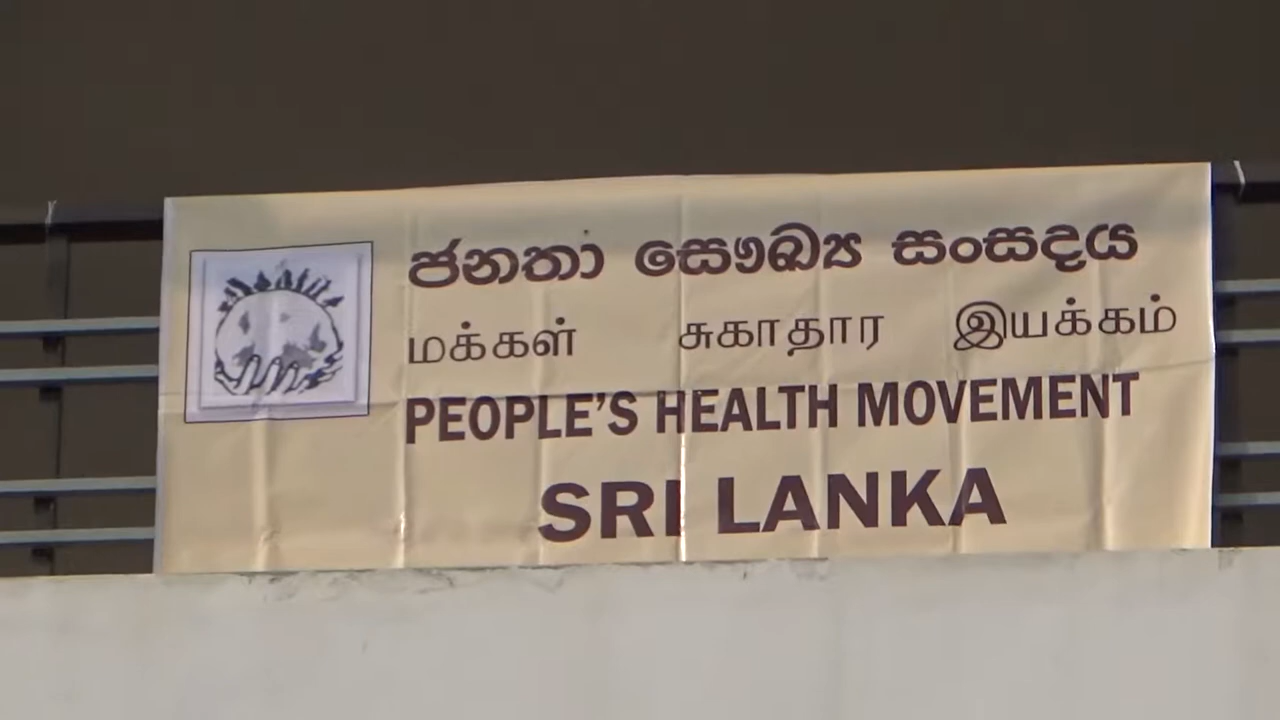 ජනතා සෞඛ්‍ය සංසදය
மக்கள் சுகாதார இயக்கம்
PEOPLE'S HEALTH MOVEMENT
SRI LANKA